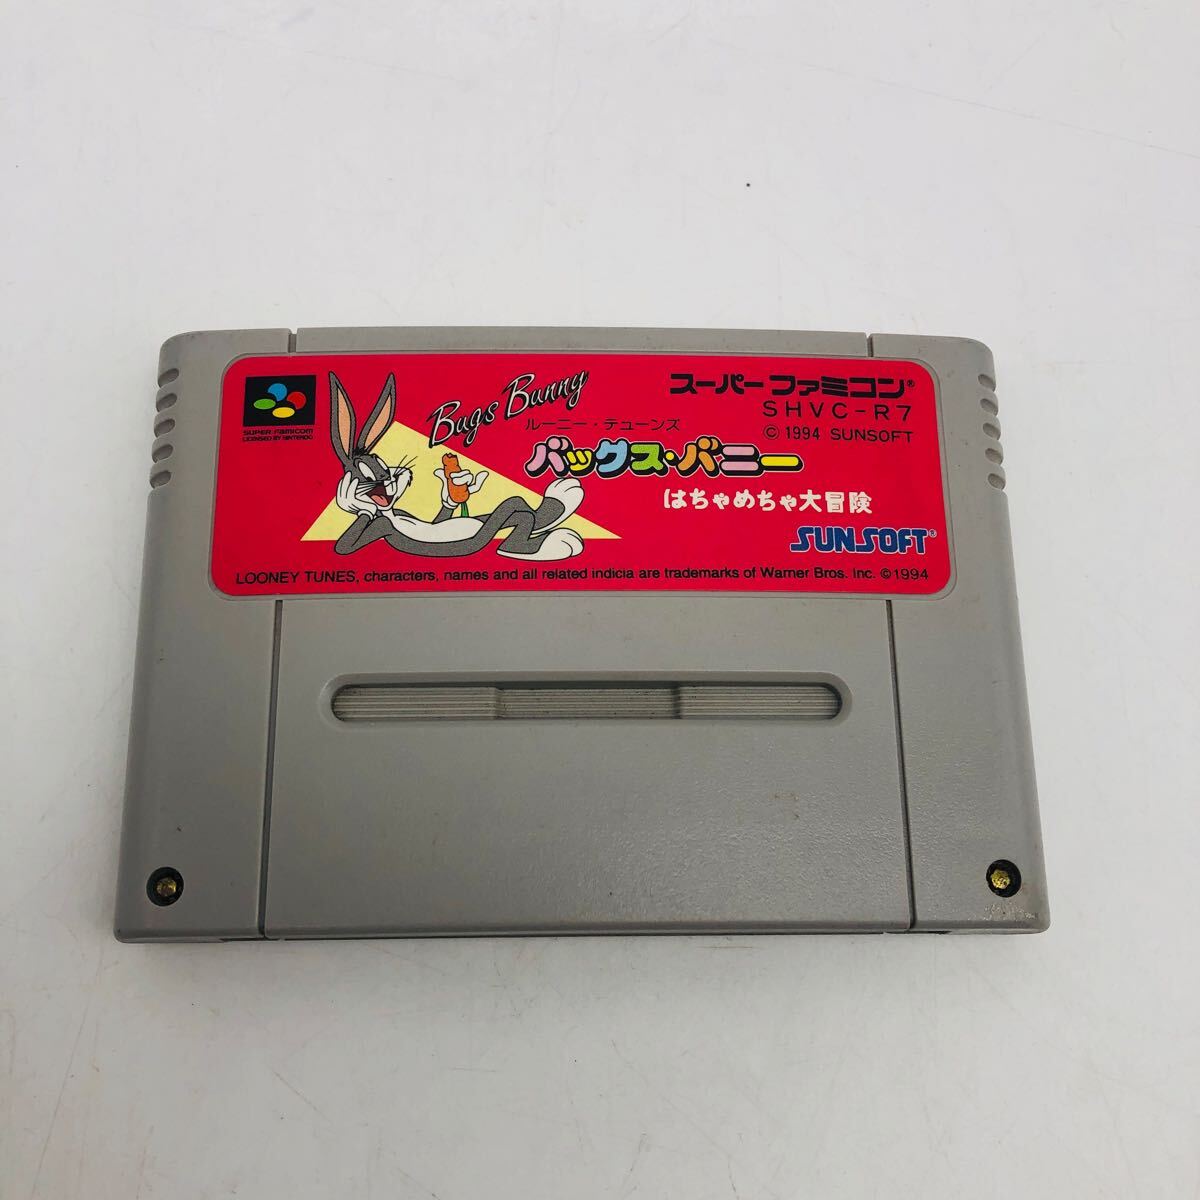 SUPER FAMICOM
LICENSED BY NINTENDO
Bugs Bunny
スーパーファミコン®
SHVC-R7
© 1994 SUNSOFT
ルーニー・テューンズ
バックス・バニー
はちゃめちゃ大冒険
SUNSOFT®
LOONEY TUNES, characters, names and all related indicia are trademarks of Warner Bros. Inc. ©1994